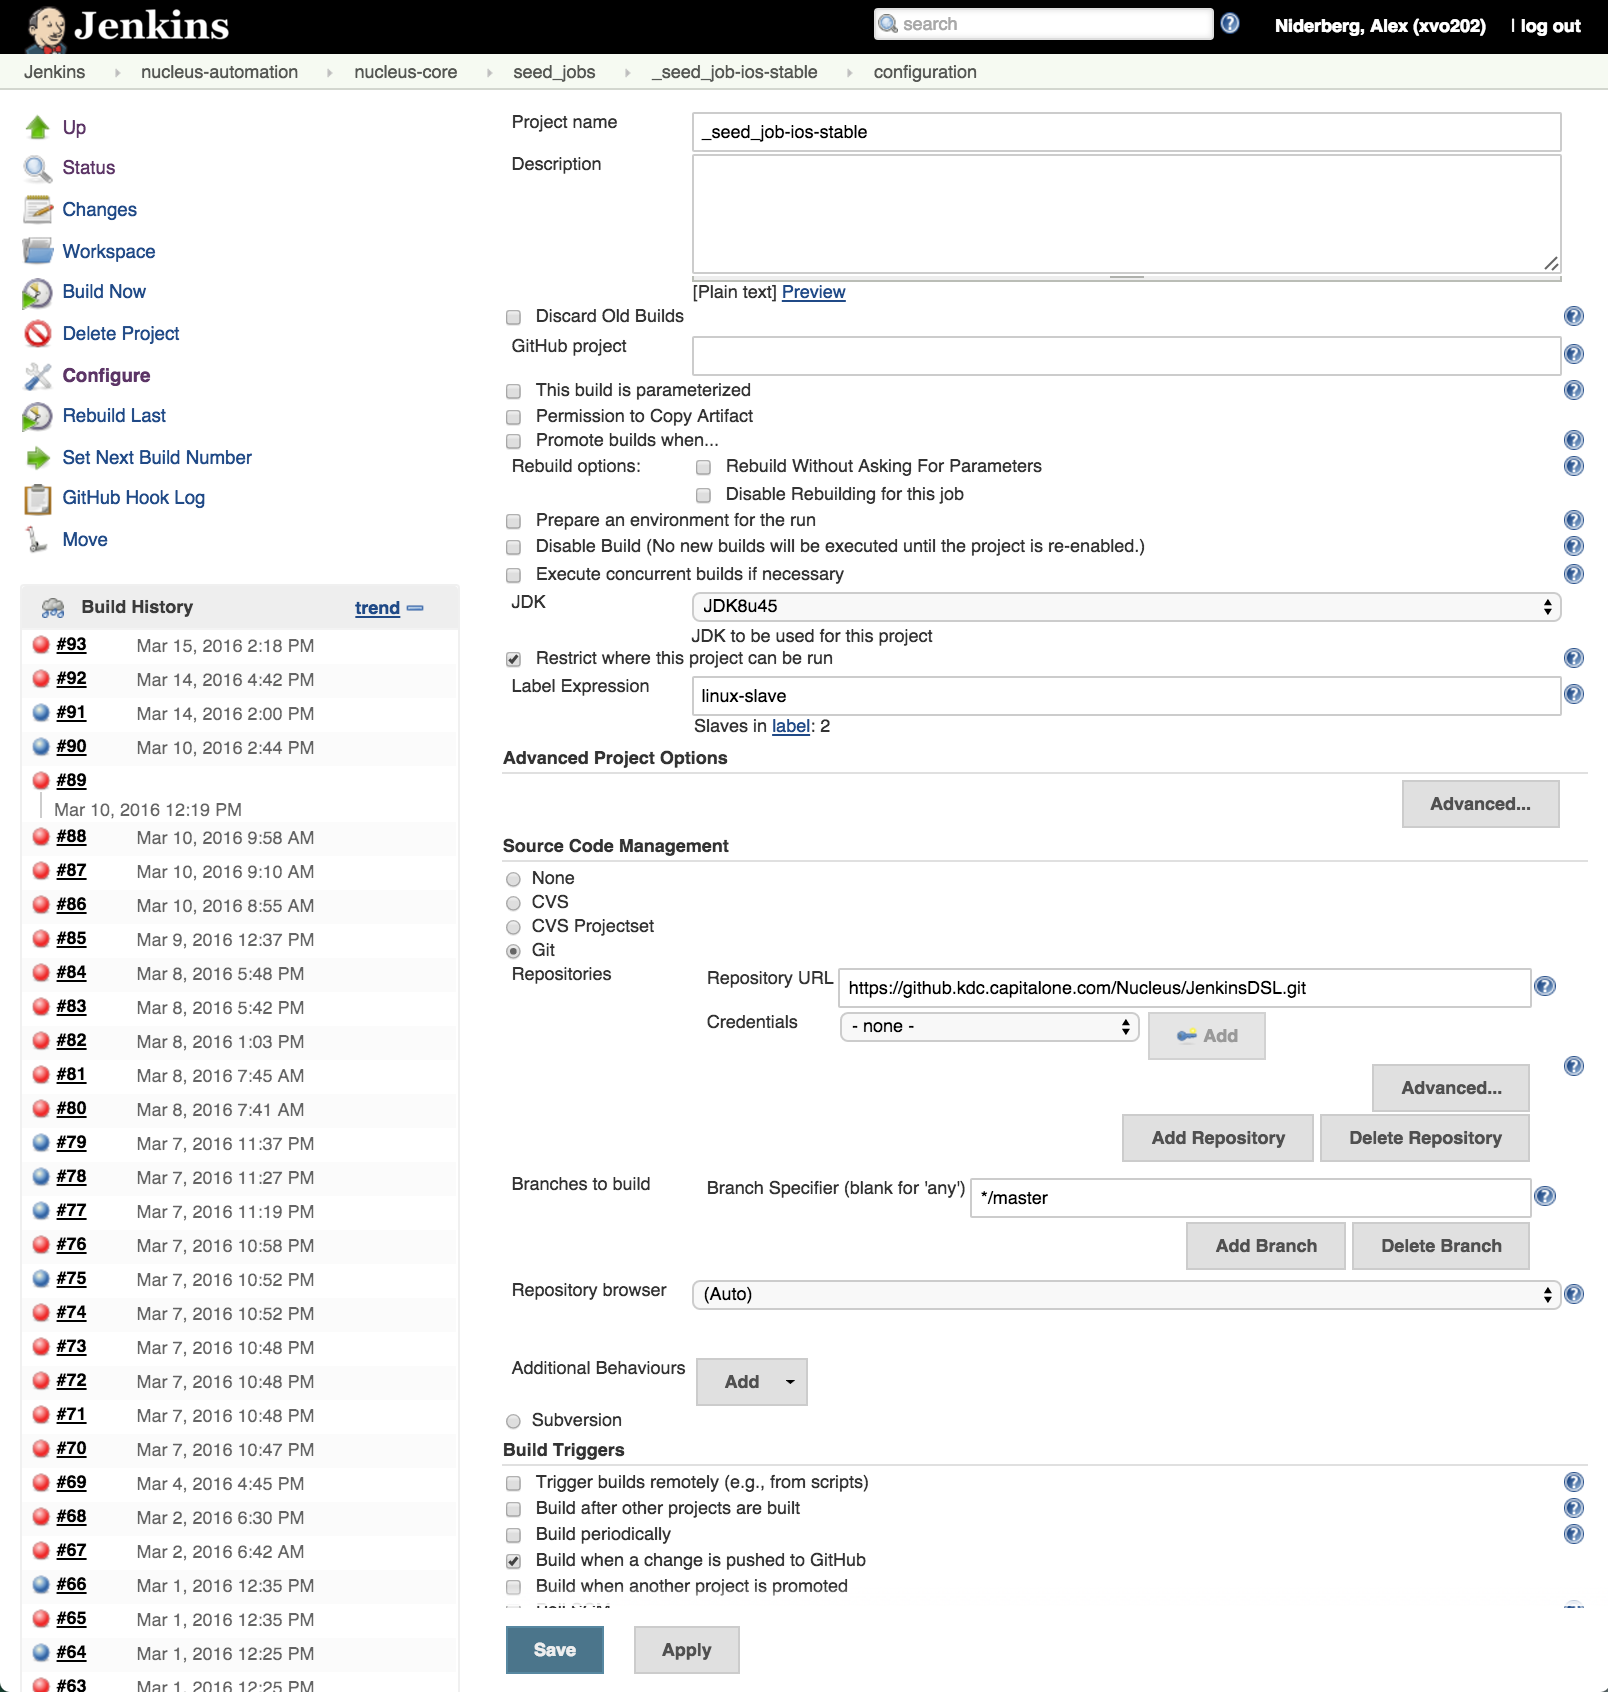 Jenkins
search
Niderberg, Alex (xvo202)
| log out
Jenkins
nucleus-automation
nucleus-core
seed_jobs
_seed_job-ios-stable
configuration
Up
Status
Changes
Workspace
Build Now
Delete Project
Configure
Rebuild Last
Set Next Build Number
GitHub Hook Log
Move
Build History trend
#93 Mar 15, 2016 2:18 PM
#92 Mar 14, 2016 4:42 PM
#91 Mar 14, 2016 2:00 PM
#90 Mar 10, 2016 2:44 PM
#89
Mar 10, 2016 12:19 PM
#88 Mar 10, 2016 9:58 AM
#87 Mar 10, 2016 9:10 AM
#86 Mar 10, 2016 8:55 AM
#85 Mar 9, 2016 12:37 PM
#84 Mar 8, 2016 5:48 PM
#83 Mar 8, 2016 5:42 PM
#82 Mar 8, 2016 1:03 PM
#81 Mar 8, 2016 7:45 AM
#80 Mar 8, 2016 7:41 AM
#79 Mar 7, 2016 11:37 PM
#78 Mar 7, 2016 11:27 PM
#77 Mar 7, 2016 11:19 PM
#76 Mar 7, 2016 10:58 PM
#75 Mar 7, 2016 10:52 PM
#74 Mar 7, 2016 10:52 PM
#73 Mar 7, 2016 10:48 PM
#72 Mar 7, 2016 10:48 PM
#71 Mar 7, 2016 10:48 PM
#70 Mar 7, 2016 10:47 PM
#69 Mar 4, 2016 4:45 PM
#68 Mar 2, 2016 6:30 PM
#67 Mar 2, 2016 6:42 AM
#66 Mar 1, 2016 12:35 PM
#65 Mar 1, 2016 12:35 PM
#64 Mar 1, 2016 12:25 PM
#63 Mar 1, 2016 12:25 PM
Project name _seed_job-ios-stable
Description
[Plain text] Preview
Discard Old Builds
GitHub project
This build is parameterized
Permission to Copy Artifact
Promote builds when...
Rebuild options: Rebuild Without Asking For Parameters
Disable Rebuilding for this job
Prepare an environment for the run
Disable Build (No new builds will be executed until the project is re-enabled.)
Execute concurrent builds if necessary
JDK JDK8u45
JDK to be used for this project
Restrict where this project can be run
Label Expression linux-slave
Slaves in label: 2
Advanced Project Options
Advanced...
Source Code Management
None
CVS
CVS Projectset
Git
Repositories Repository URL https://github.kdc.capitalone.com/Nucleus/JenkinsDSL.git
Credentials - none - Add
Advanced...
Add Repository Delete Repository
Branches to build Branch Specifier (blank for 'any') */master
Add Branch Delete Branch
Repository browser (Auto)
Additional Behaviours Add
Subversion
Build Triggers
Trigger builds remotely (e.g., from scripts)
Build after other projects are built
Build periodically
Build when a change is pushed to GitHub
Build when another project is promoted
Save Apply